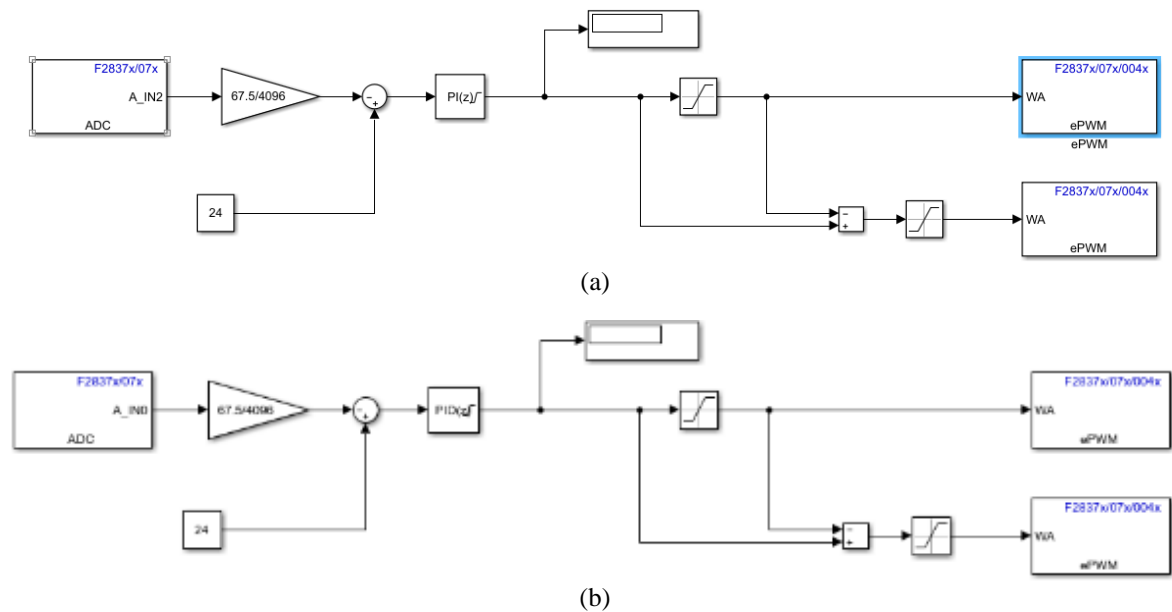 F2837x/07x
A_IN2
ADC
67.5/4096
-
+
24
PI(z)
F2837x/07x/004x
WA
ePWM
ePWM
−
+
F2837x/07x/004x
WA
ePWM
(a)
F2837x/07x
A_IN0
ADC
67.5/4096
-
+
24
PID(z)
F2837x/07x/004x
WA
ePWM
−
+
F2837x/07x/004x
WA
ePWM
(b)